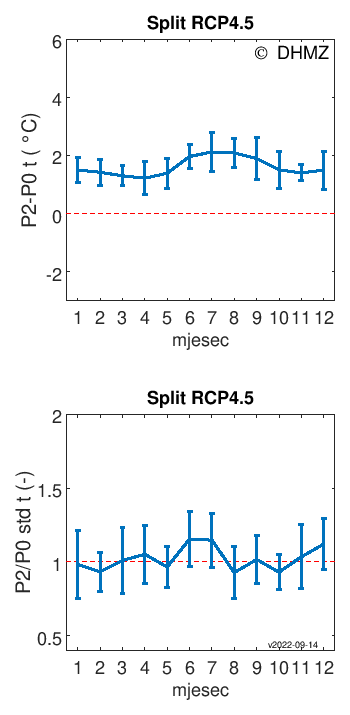 Split RCP4.5
© DHMZ
P2-P0 t ( °C)
6
4
2
0
-2
1 2 3 4 5 6 7 8 9 10 11 12
mjesec
Split RCP4.5
P2/P0 std t (-)
2
1.5
1
0.5
v2022-09-14
1 2 3 4 5 6 7 8 9 10 11 12
mjesec